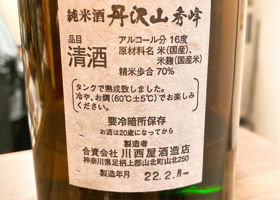 純米酒 丹沢山 秀峰
品目
清酒
アルコール分 16度
原材料名 米(国産)、
米麹(国産米)
精米歩合 70%
タンクで熟成数しました。
冷や、お燗(60℃±5℃)でお楽しみ
ください。
要冷暗所保存
お酒は20歳になってから
製造者
合資会社 川西屋酒造店
神奈川県足柄上郡山北町山北250
製造年月 22.2.月